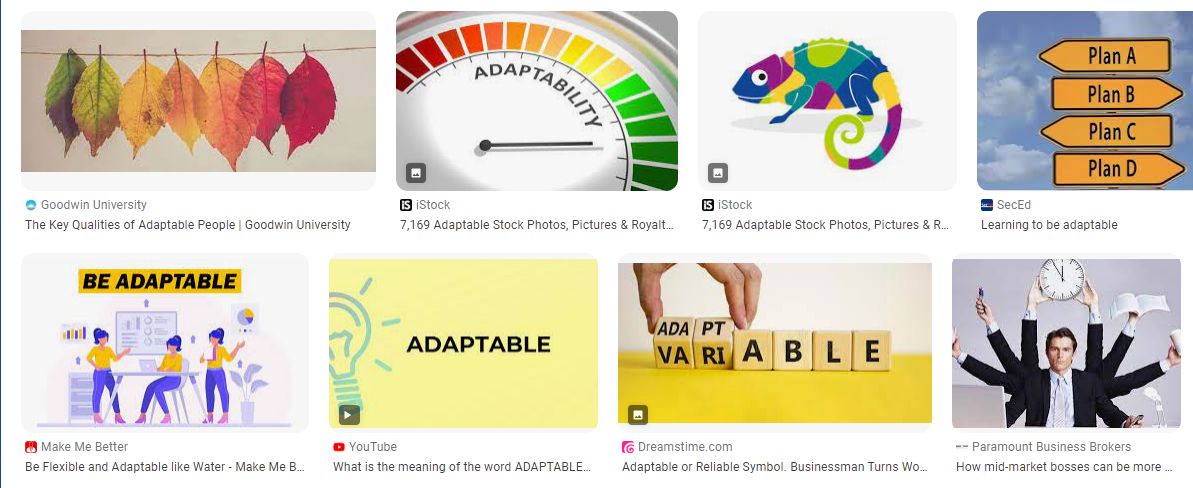 ADAPTABILITY
Plan A
Plan B
Plan C
Plan D
Goodwin University
iS iStock
iS iStock
SecEd
The Key Qualities of Adaptable People | Goodwin University
7,169 Adaptable Stock Photos, Pictures & Royalt...
7,169 Adaptable Stock Photos, Pictures & R...
Learning to be adaptable
BE ADAPTABLE
ADAPTABLE
ADA PT
VA RI A B L E
Make Me Better
YouTube
Dreamstime.com
Paramount Business Brokers
Be Flexible and Adaptable like Water - Make Me B...
What is the meaning of the word ADAPTABLE...
Adaptable or Reliable Symbol. Businessman Turns Wo...
How mid-market bosses can be more ...